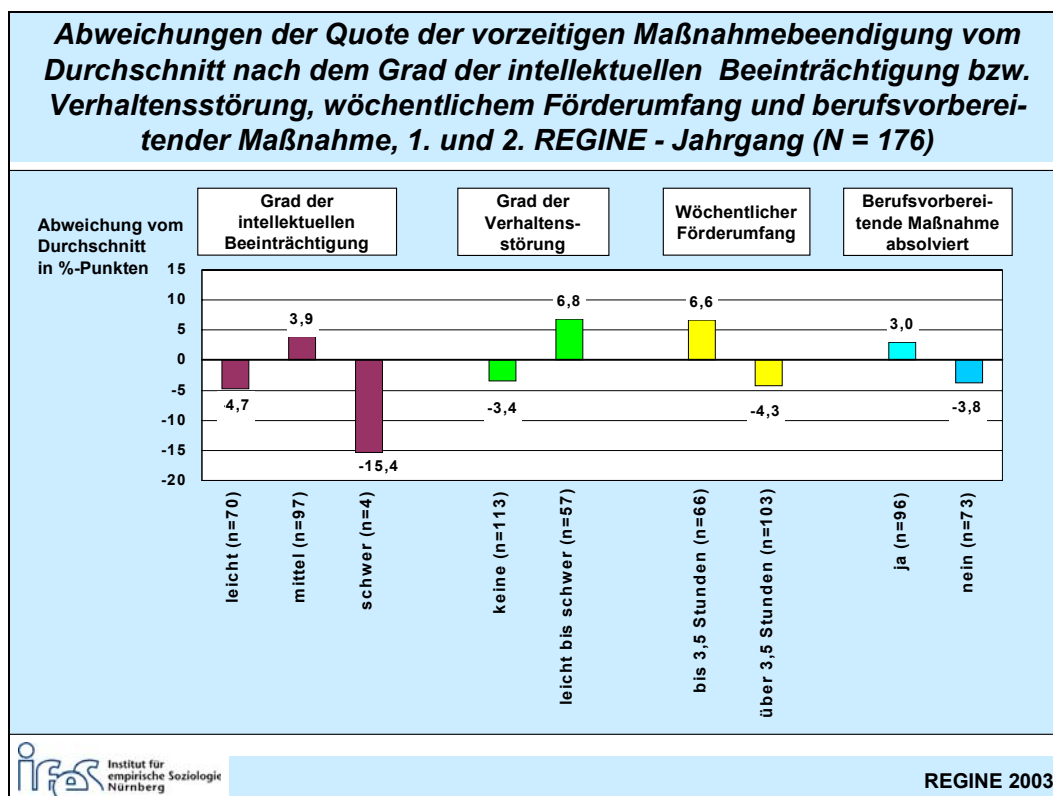 Abweichungen der Quote der vorzeitigen Maßnahmebeendigung vom
Durchschnitt nach dem Grad der intellektuellen Beeinträchtigung bzw.
Verhaltensstörung, wöchentlichem Förderumfang und berufsvorberei-
tender Maßnahme, 1. und 2. REGINE - Jahrgang (N = 176)
Abweichung vom
Durchschnitt
in %-Punkten
Grad der
intellektuellen
Beeinträchtigung
Grad der
Verhaltens-
störung
Wöchentlicher
Förderumfang
Berufsvorberei-
tende Maßnahme
absolviert
15
10
5
0
-5
-10
-15
-20
-4,7
3,9
-15,4
-3,4
6,8
6,6
-4,3
3,0
-3,8
leicht (n=70)
mittel (n=97)
schwer (n=4)
keine (n=113)
leicht bis schwer (n=57)
bis 3,5 Stunden (n=66)
über 3,5 Stunden (n=103)
ja (n=96)
nein (n=73)
ifes
Institut für
empirische Soziologie
Nürnberg
REGINE 2003